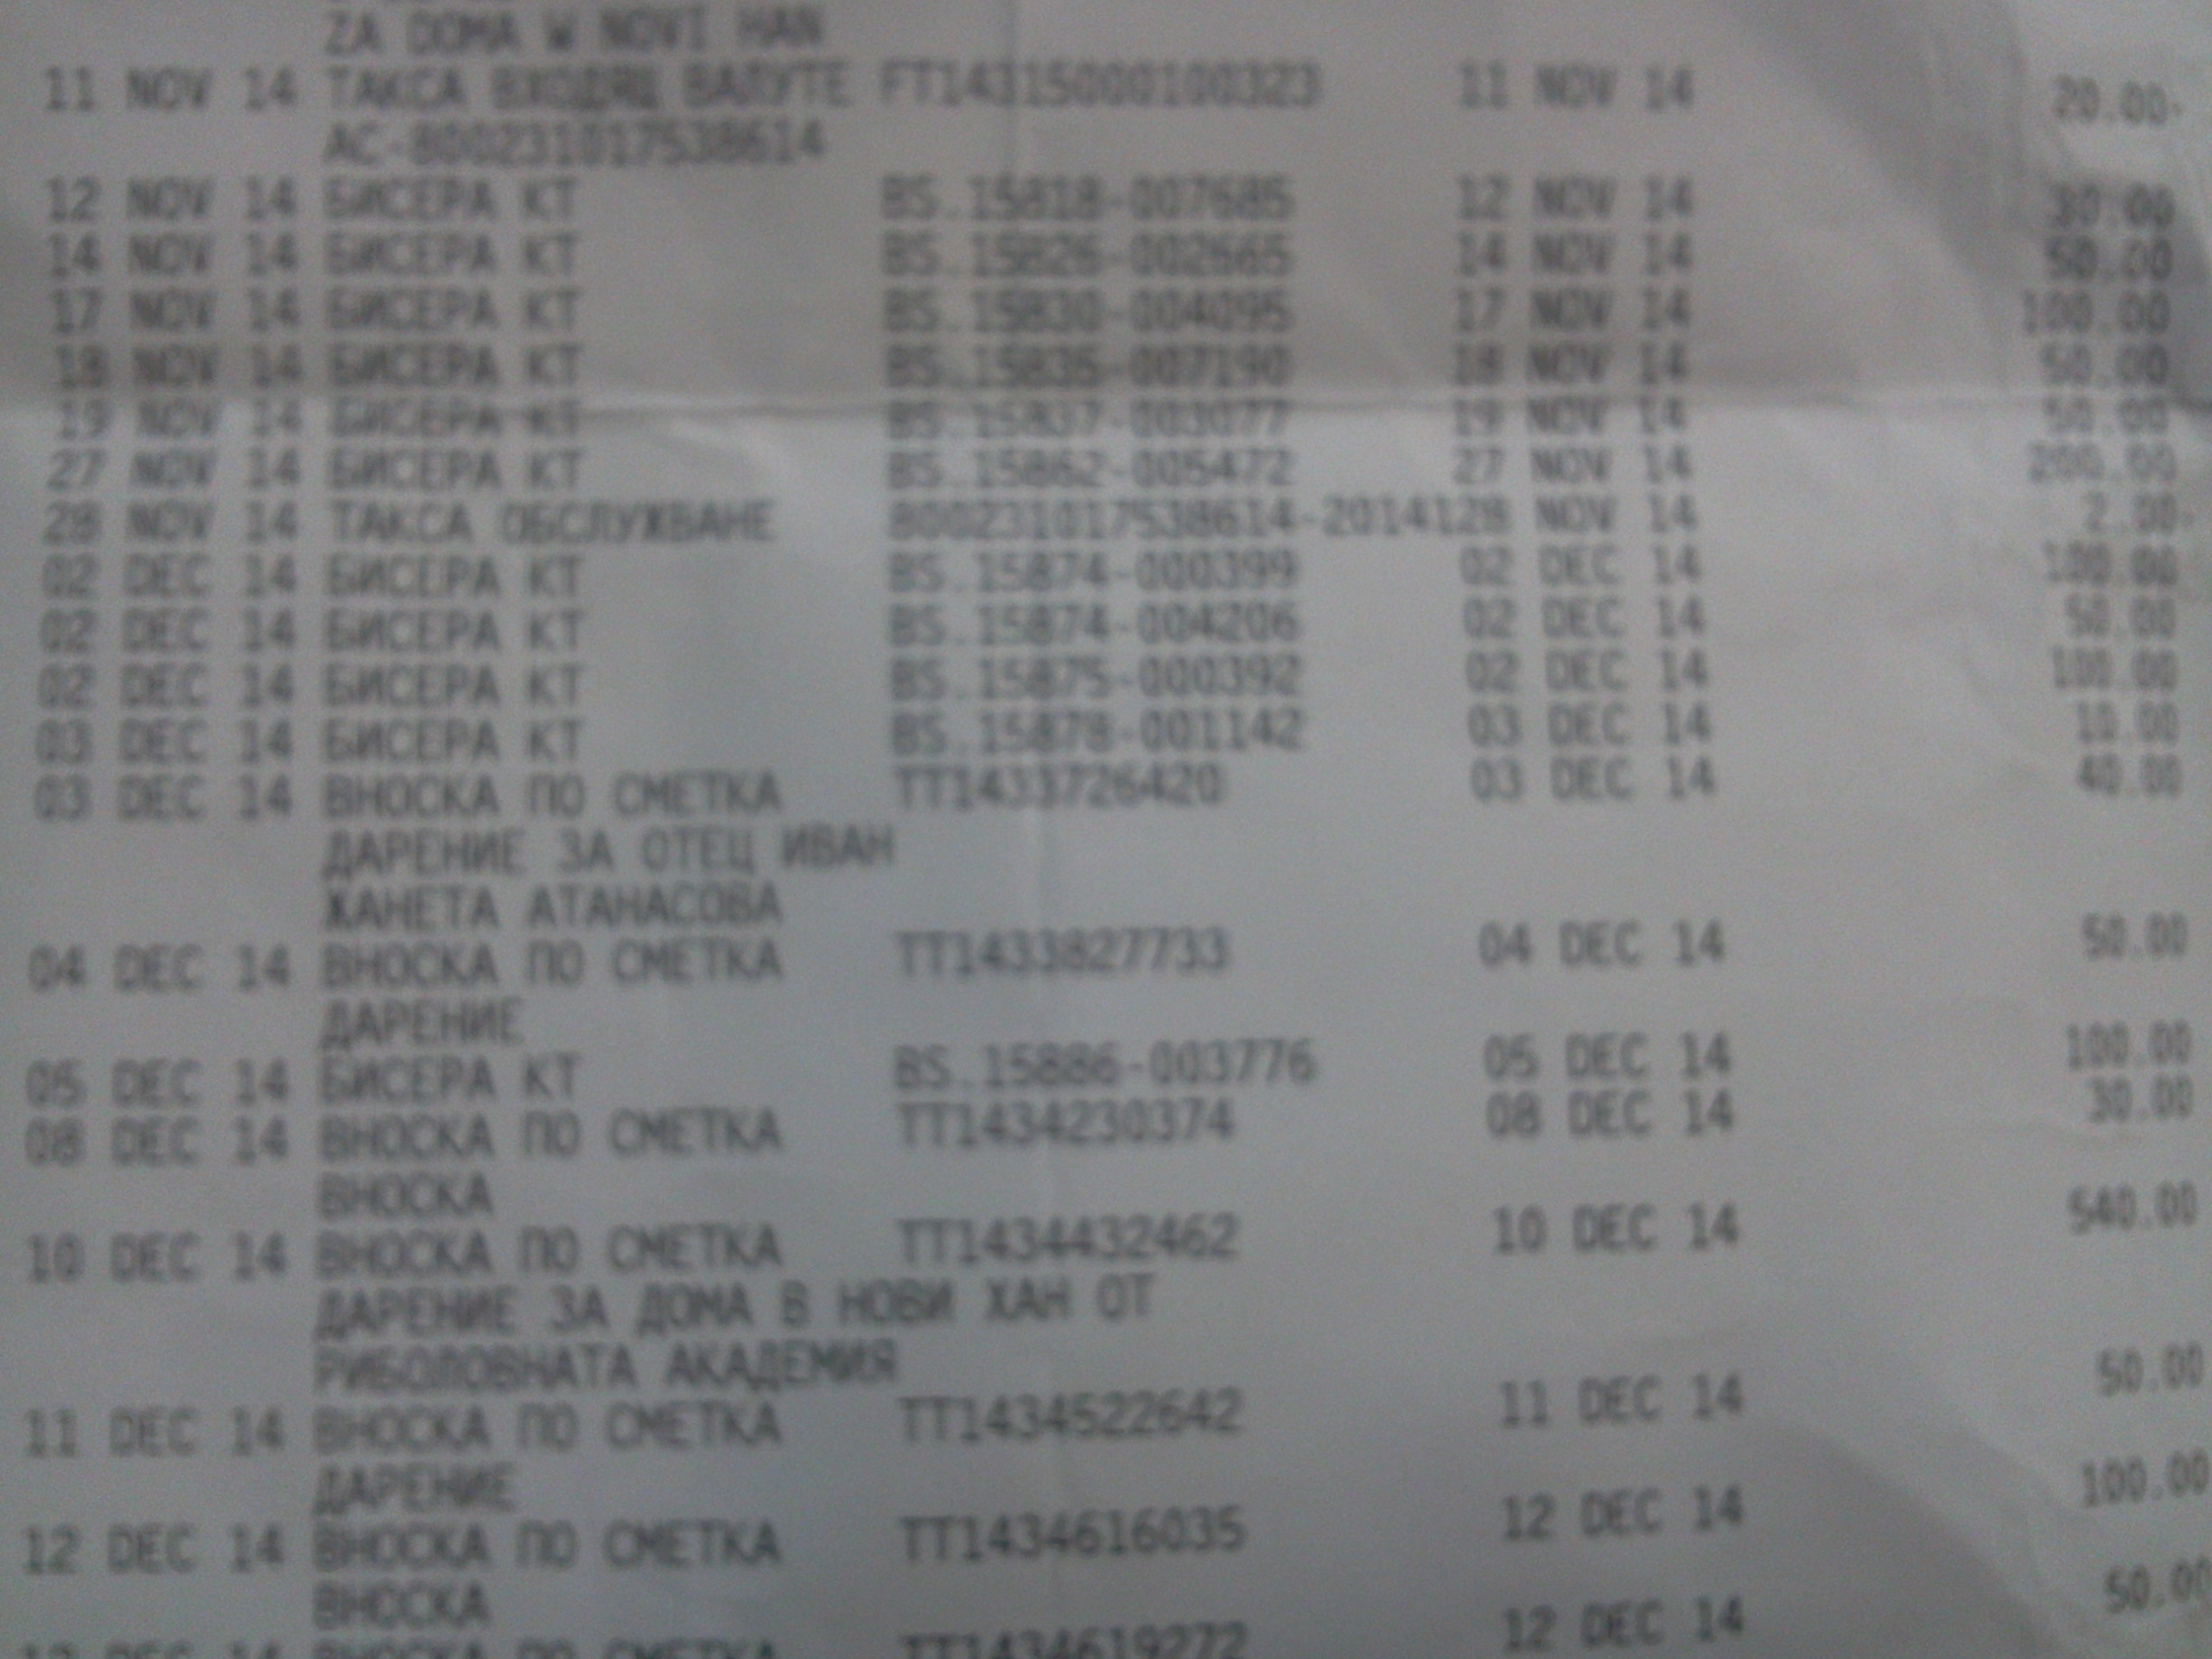 ZA DOMA W NOVI HAN
11 NOV 14 ТАКСА ВХОДЯЩ ВАЛУТЕ FT14315000100323 11 NOV 14 20.00-
AC-800231017538614
12 NOV 14 БИСЕРА КТ BS.15818-007685 12 NOV 14 30.00
14 NOV 14 БИСЕРА КТ BS.15826-002665 14 NOV 14 50.00
17 NOV 14 БИСЕРА КТ BS.15830-004095 17 NOV 14 100.00
18 NOV 14 БИСЕРА КТ BS.15835-007190 18 NOV 14 50.00
19 NOV 14 БИСЕРА КТ BS.15837-003077 19 NOV 14 50.00
27 NOV 14 БИСЕРА КТ BS.15862-005472 27 NOV 14 200.00
28 NOV 14 ТАКСА ОБСЛУЖВАНЕ 800231017538614-2014128 NOV 14 2.00-
02 DEC 14 БИСЕРА КТ BS.15874-000399 02 DEC 14 100.00
02 DEC 14 БИСЕРА КТ BS.15874-004206 02 DEC 14 50.00
02 DEC 14 БИСЕРА КТ BS.15875-000392 02 DEC 14 100.00
03 DEC 14 БИСЕРА КТ BS.15878-001142 03 DEC 14 10.00
03 DEC 14 ВНОСКА ПО СМЕТКА TT1433726420 03 DEC 14 40.00
ДАРЕНИЕ ЗА ОТЕЦ ИВАН
ЖАНЕТА АТАНАСОВА
04 DEC 14 ВНОСКА ПО СМЕТКА TT1433827733 04 DEC 14 50.00
ДАРЕНИЕ
05 DEC 14 БИСЕРА КТ BS.15886-003776 05 DEC 14 100.00
08 DEC 14 ВНОСКА ПО СМЕТКА TT1434230374 08 DEC 14 30.00
ВНОСКА
10 DEC 14 ВНОСКА ПО СМЕТКА TT1434432462 10 DEC 14 540.00
ДАРЕНИЕ ЗА ДОМА В НОВИ ХАН ОТ
РИБОЛОВНАТА АКАДЕМИЯ
11 DEC 14 ВНОСКА ПО СМЕТКА TT1434522642 11 DEC 14 50.00
ДАРЕНИЕ
12 DEC 14 ВНОСКА ПО СМЕТКА TT1434616035 12 DEC 14 100.00
ВНОСКА
12 DEC 14 ВНОСКА ПО СМЕТКА TT1434619272 12 DEC 14 50.00